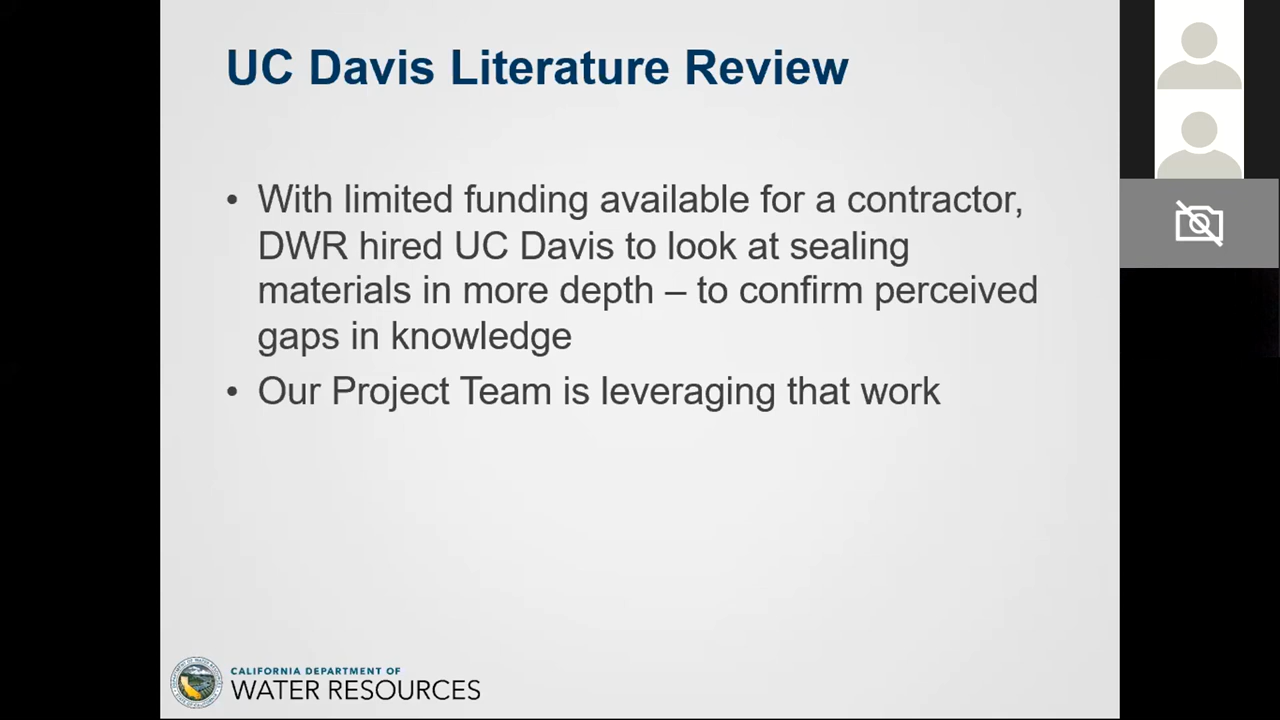 UC Davis Literature Review
• With limited funding available for a contractor,
DWR hired UC Davis to look at sealing
materials in more depth – to confirm perceived
gaps in knowledge
• Our Project Team is leveraging that work
CALIFORNIA DEPARTMENT OF
WATER RESOURCES